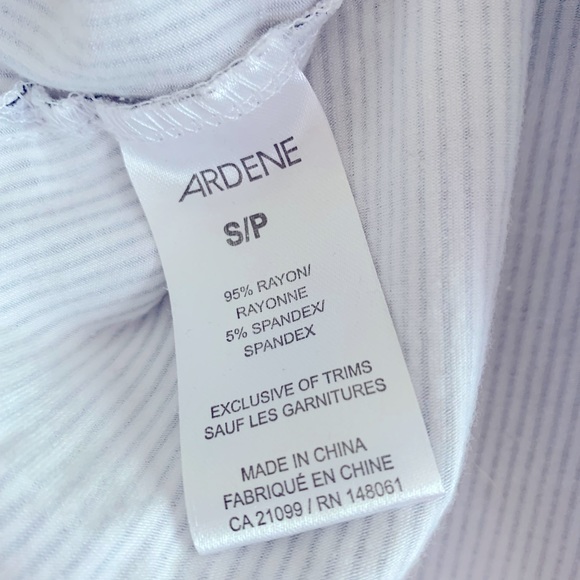 ARDENE
S/P
95% RAYON/
RAYONNE
5% SPANDEX/
SPANDEX
EXCLUSIVE OF TRIMS
SAUF LES GARNITURES
MADE IN CHINA
FABRIQUÉ EN CHINE
CA 21099 / RN 148061